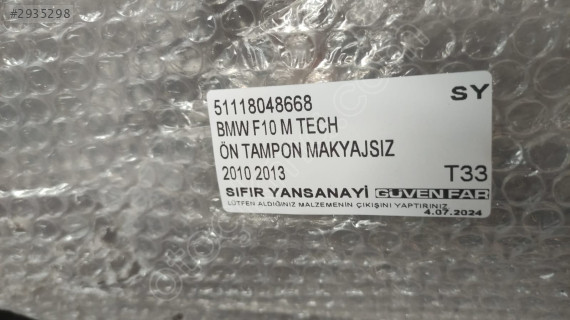 #2935298
51118048668 SY
BMW F10 M TECH
ÖN TAMPON MAKYAJSIZ
2010 2013 T33
SIFIR YANSANAYİ GÜVEN FAR
LÜTFEN ALDIĞINIZ MALZEMENİN ÇIKIŞINI YAPTIRINIZ
4.07.2024